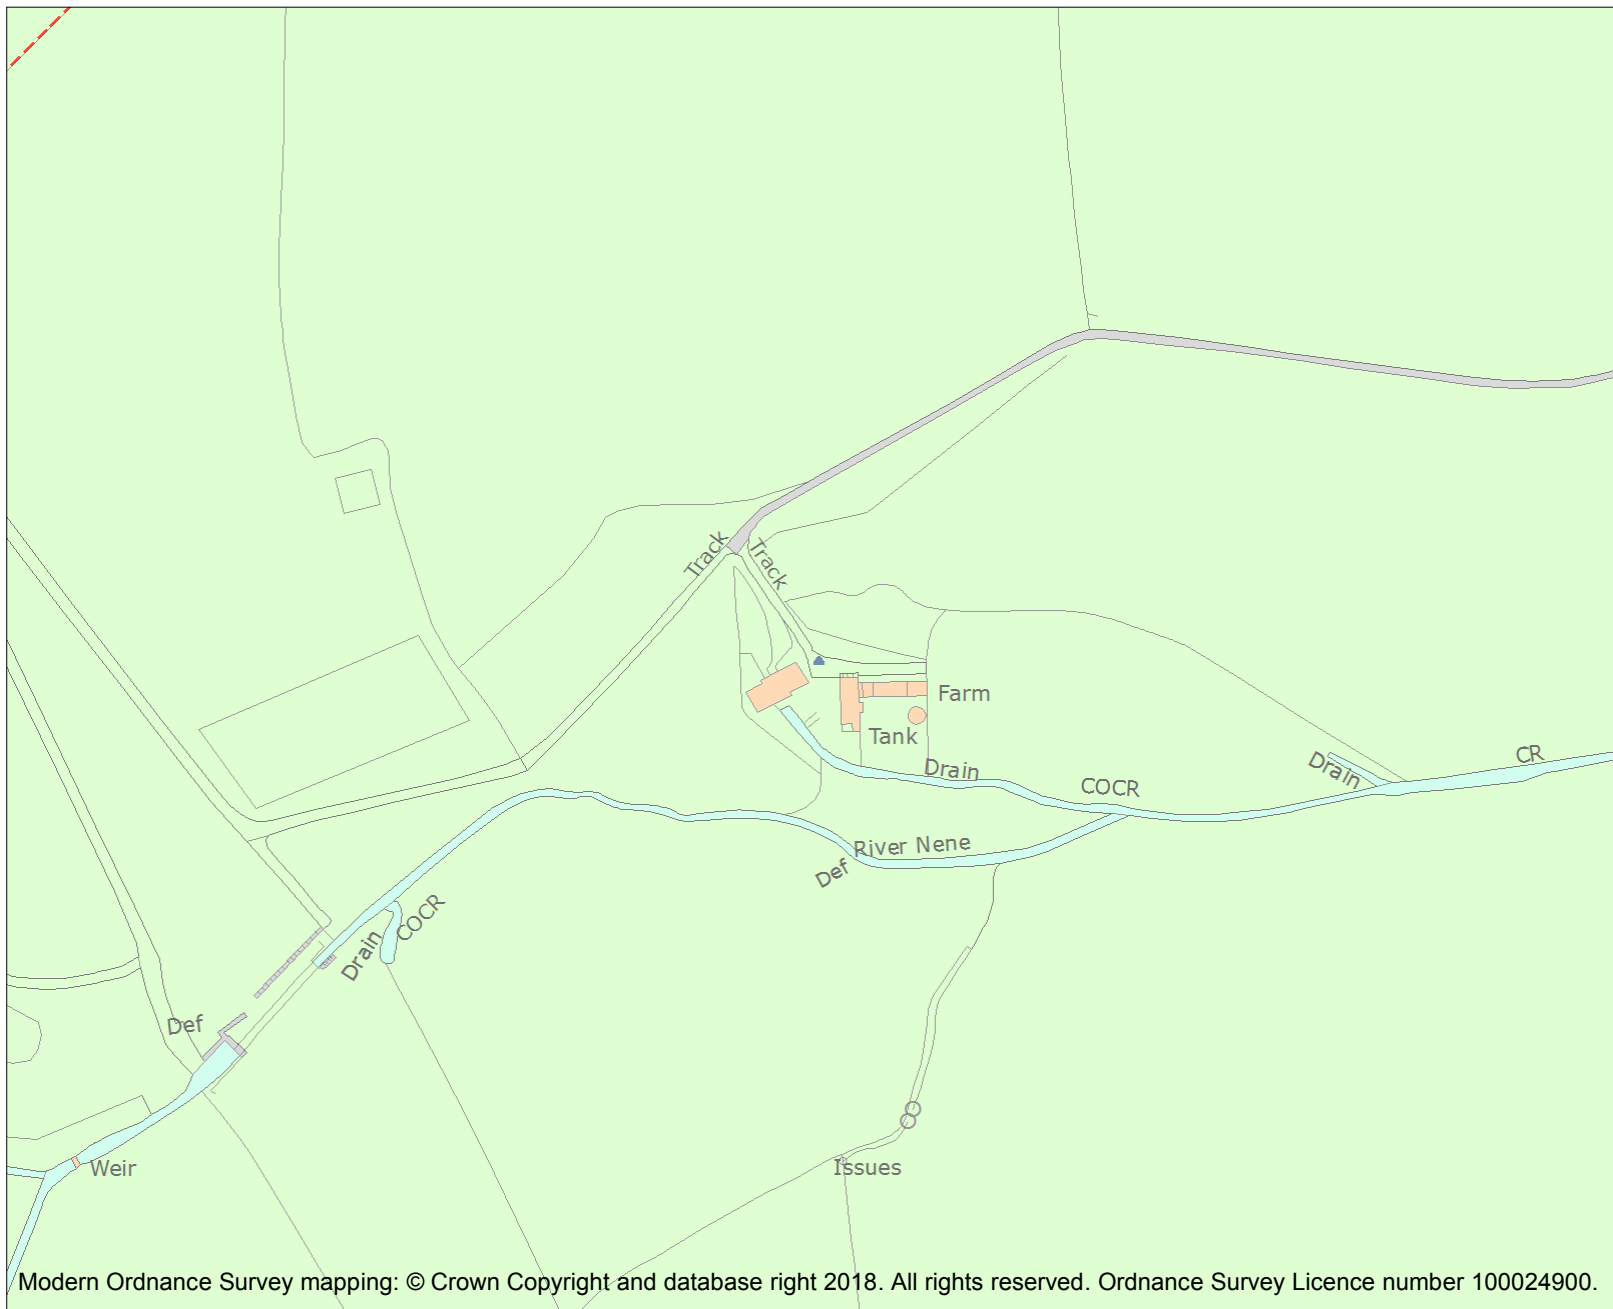 Track
Track
Farm
Tank
Drain
CR
Drain
COCR
River Nene
Def
COCR
Drain
Def
Weir
Issues
Modern Ordnance Survey mapping: © Crown Copyright and database right 2018. All rights reserved. Ordnance Survey Licence number 100024900.